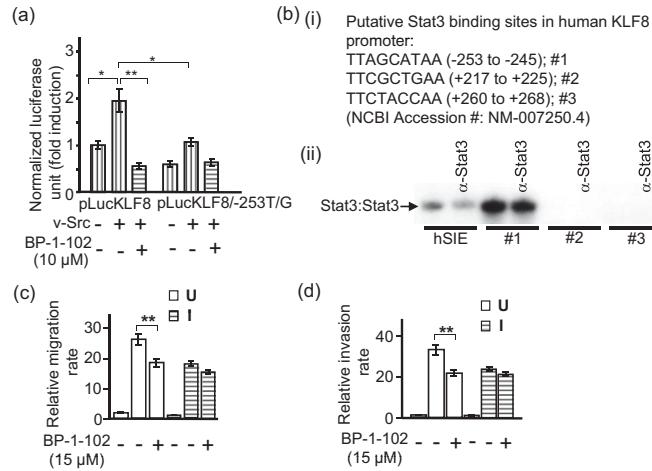 (a)
Normalized luciferase
unit (fold induction)
3
2
1
0
*
**
*
pLucKLF8 pLucKLF8/-253T/G
v-Src - + + - + +
BP-1-102 - - + - - +
(10 µM)
(b) (i) Putative Stat3 binding sites in human KLF8
promoter:
TTAGCATAA (-253 to -245); #1
TTCGCTGAA (+217 to +225); #2
TTCTACCAA (+260 to +268); #3
(NCBI Accession #: NM-007250.4)
(ii)
α-Stat3 α-Stat3 α-Stat3 α-Stat3
Stat3:Stat3
hSIE #1 #2 #3
(c)
U
I
Relative migration
rate
30
20
10
0
**
BP-1-102 - - + - - +
(15 µM)
(d)
U
I
Relative invasion
rate
40
20
0
**
BP-1-102 - - + - - +
(15 µM)